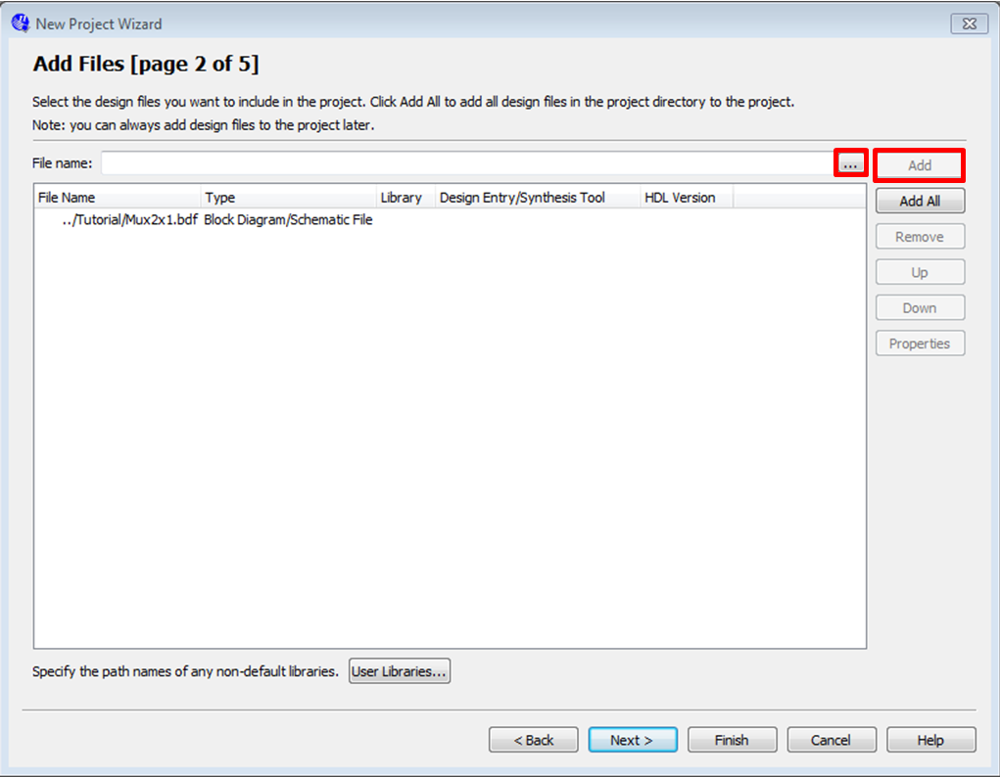 New Project Wizard
Add Files [page 2 of 5]
Select the design files you want to include in the project. Click Add All to add all design files in the project directory to the project.
Note: you can always add design files to the project later.
File name: ... Add
File Name Type Library Design Entry/Synthesis Tool HDL Version Add All
../Tutorial/Mux2x1.bdf Block Diagram/Schematic File
Remove
Up
Down
Properties
Specify the path names of any non-default libraries. User Libraries...
< Back Next > Finish Cancel Help